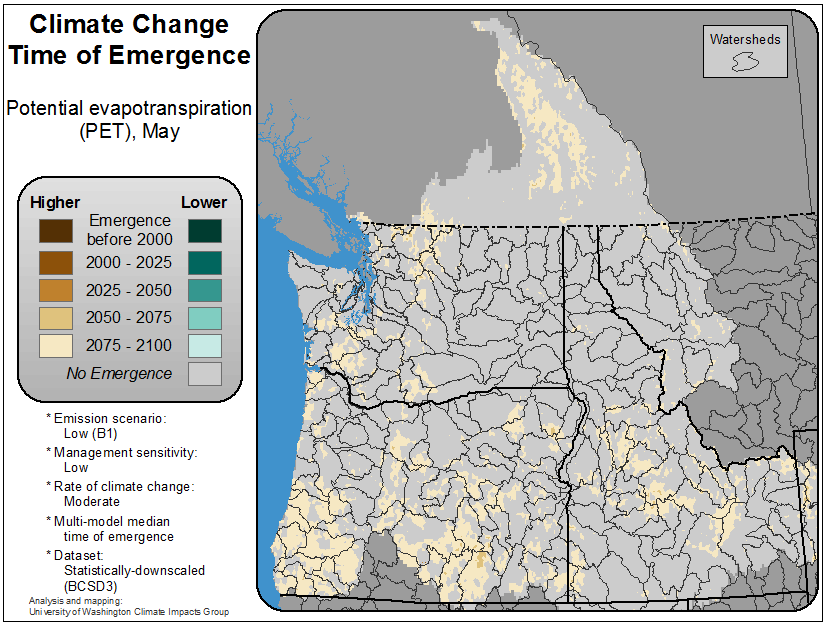 Climate Change
Time of Emergence
Potential evapotranspiration
(PET), May
Higher
Lower
Emergence
before 2000
2000 - 2025
2025 - 2050
2050 - 2075
2075 - 2100
No Emergence
* Emission scenario:
Low (B1)
* Management sensitivity:
Low
* Rate of climate change:
Moderate
* Multi-model median
time of emergence
* Dataset:
Statistically-downscaled
(BCSD3)
Analysis and mapping:
University of Washington Climate Impacts Group
Watersheds